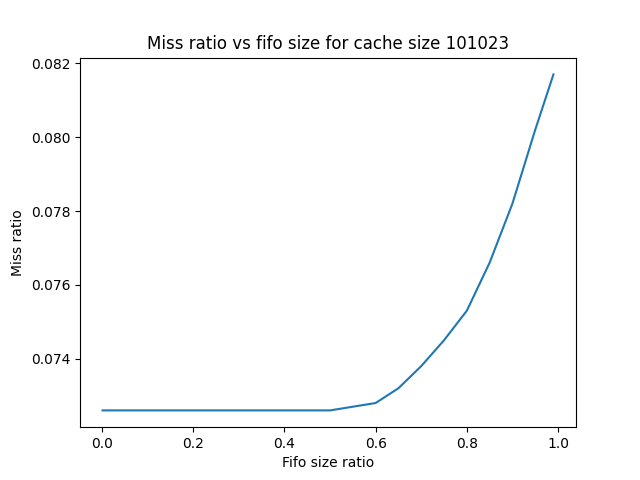 Miss ratio vs fifo size for cache size 101023
0.082
0.080
0.078
0.076
0.074
Miss ratio
0.0 0.2 0.4 0.6 0.8 1.0
Fifo size ratio